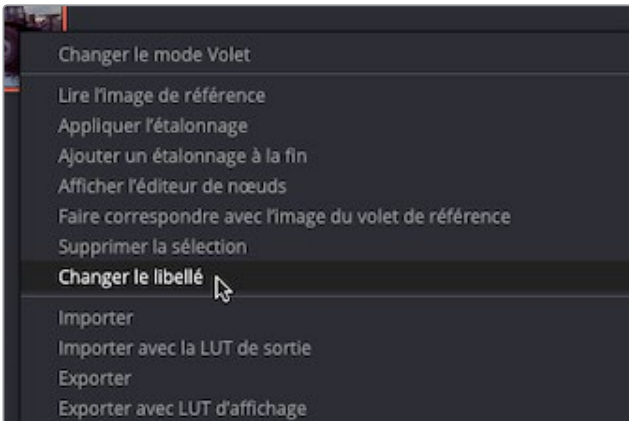 Changer le mode Volet
Lire l'image de référence
Appliquer l'étalonnage
Ajouter un étalonnage à la fin
Afficher l'éditeur de nœuds
Faire correspondre avec l'image du volet de référence
Supprimer la sélection
Changer le libellé
Importer
Importer avec la LUT de sortie
Exporter
Exporter avec LUT d'affichage